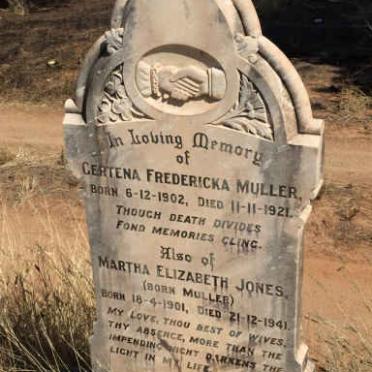 In Loving Memory
of
GERTENA FREDERICKA MULLER,
BORN 6-12-1902, DIED 11-11-1921.
THOUGH DEATH DIVIDES
FOND MEMORIES CLING.
Also of
MARTHA ELIZABETH JONES,
(BORN MULLER)
BORN 18-4-1901, DIED 21-12-1941.
MY LOVE, THOU BEST OF WIVES,
THY ABSENCE, MORE THAN THE
IMPENDING NIGHT DARKENS THE
LIGHT IN MY LIFE.